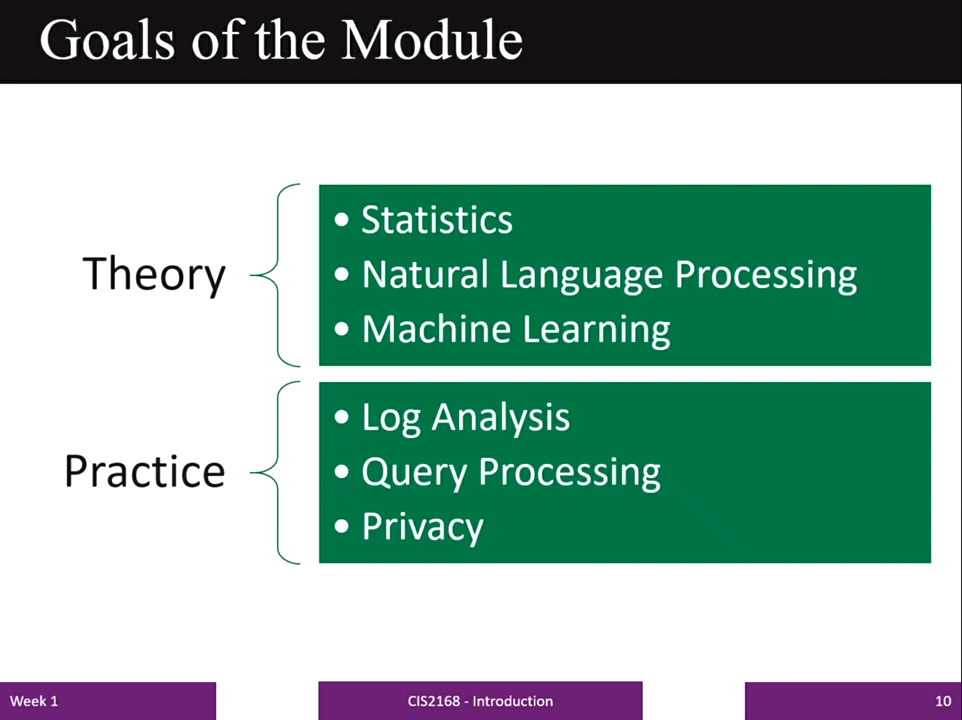 Goals of the Module
Theory
• Statistics
• Natural Language Processing
• Machine Learning
Practice
• Log Analysis
• Query Processing
• Privacy
Week 1
CIS2168 - Introduction
10